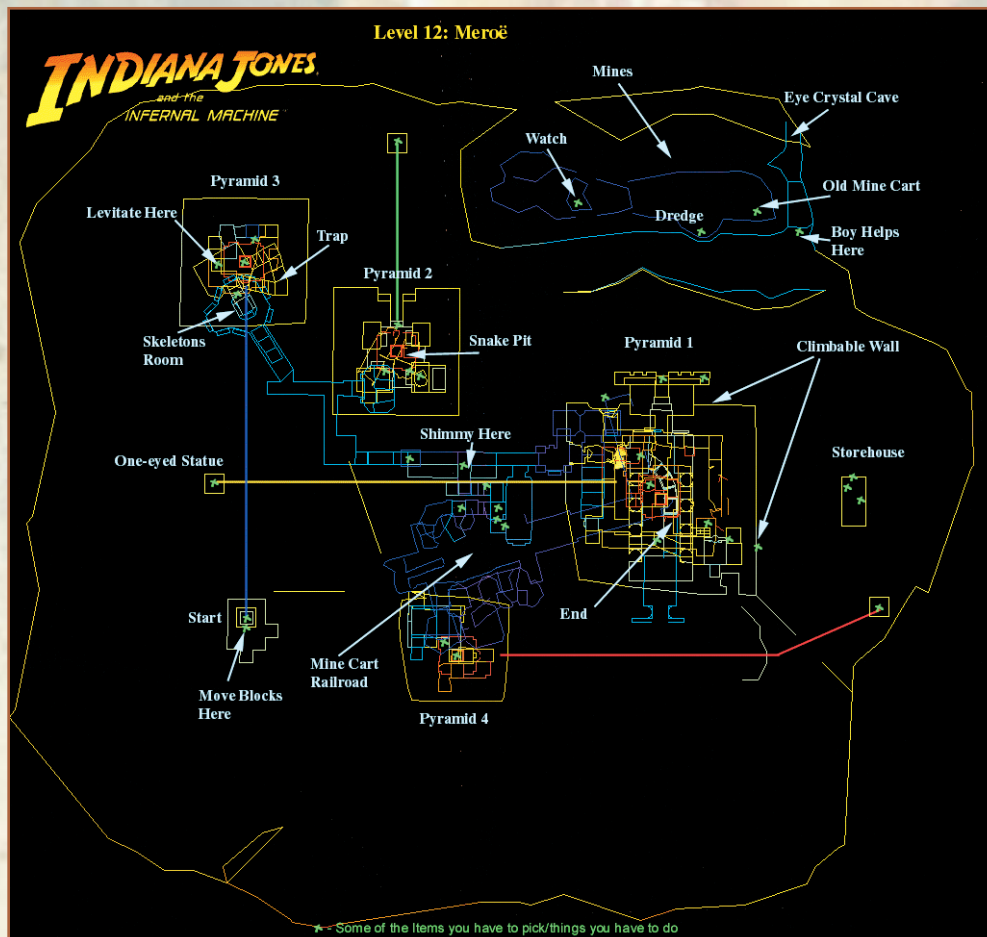 Level 12: Meroë
INDIANA JONES
and the
INFERNAL MACHINE
Mines
Eye Crystal Cave
Watch
Pyramid 3
Old Mine Cart
Levitate Here
Dredge
Trap
Boy Helps
Here
Pyramid 2
Skeletons
Room
Snake Pit
Pyramid 1
Climbable Wall
Shimmy Here
One-eyed Statue
Storehouse
Start
End
Mine Cart
Railroad
Move Blocks
Here
Pyramid 4
- Some of the Items you have to pick/things you have to do